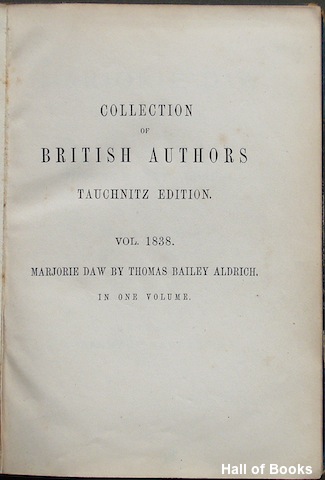 COLLECTION
OF
BRITISH AUTHORS
TAUCHNITZ EDITION.
VOL. 1838.
MARJORIE DAW BY THOMAS BAILEY ALDRICH.
IN ONE VOLUME.
Hall of Books